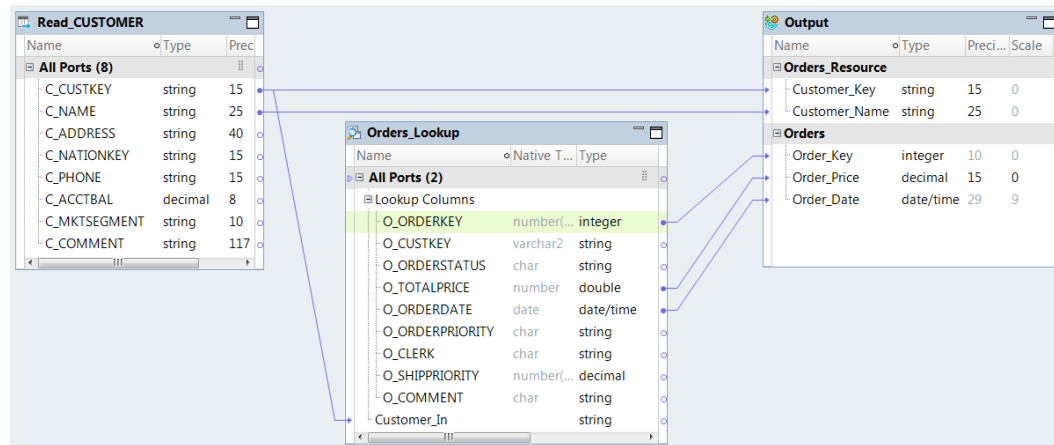 Read_CUSTOMER
Name Type Prec
All Ports (8)
C_CUSTKEY string 15
C_NAME string 25
C_ADDRESS string 40
C_NATIONKEY string 15
C_PHONE string 15
C_ACCTBAL decimal 8
C_MKTSEGMENT string 10
C_COMMENT string 117
Orders_Lookup
Name Native T... Type
All Ports (2)
Lookup Columns
O_ORDERKEY number(... integer
O_CUSTKEY varchar2 string
O_ORDERSTATUS char string
O_TOTALPRICE number double
O_ORDERDATE date date/time
O_ORDERPRIORITY char string
O_CLERK char string
O_SHIPPRIORITY number(... decimal
O_COMMENT char string
Customer_In string
Output
Name Type Preci... Scale
Orders_Resource
Customer_Key string 15 0
Customer_Name string 25 0
Orders
Order_Key integer 10 0
Order_Price decimal 15 0
Order_Date date/time 29 9